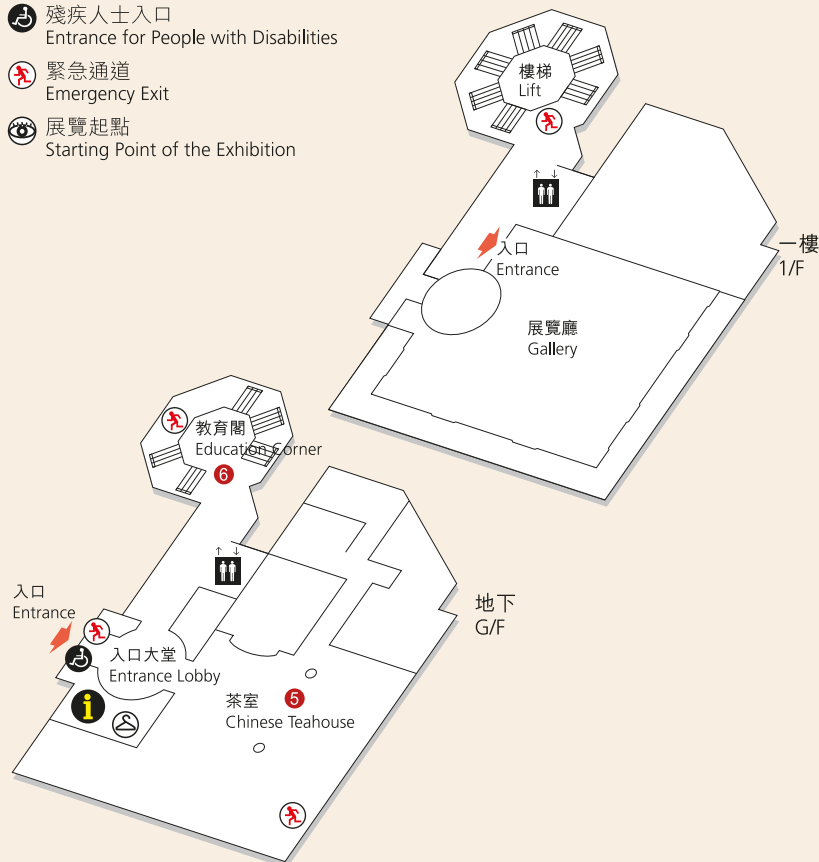 殘疾人士入口
Entrance for People with Disabilities
緊急通道
Emergency Exit
展覽起點
Starting Point of the Exhibition
樓梯
Lift
入口
Entrance
一樓
1/F
展覽廳
Gallery
教育閣
Education Corner
6
入口
Entrance
地下
G/F
入口大堂
Entrance Lobby
i
茶室
5
Chinese Teahouse